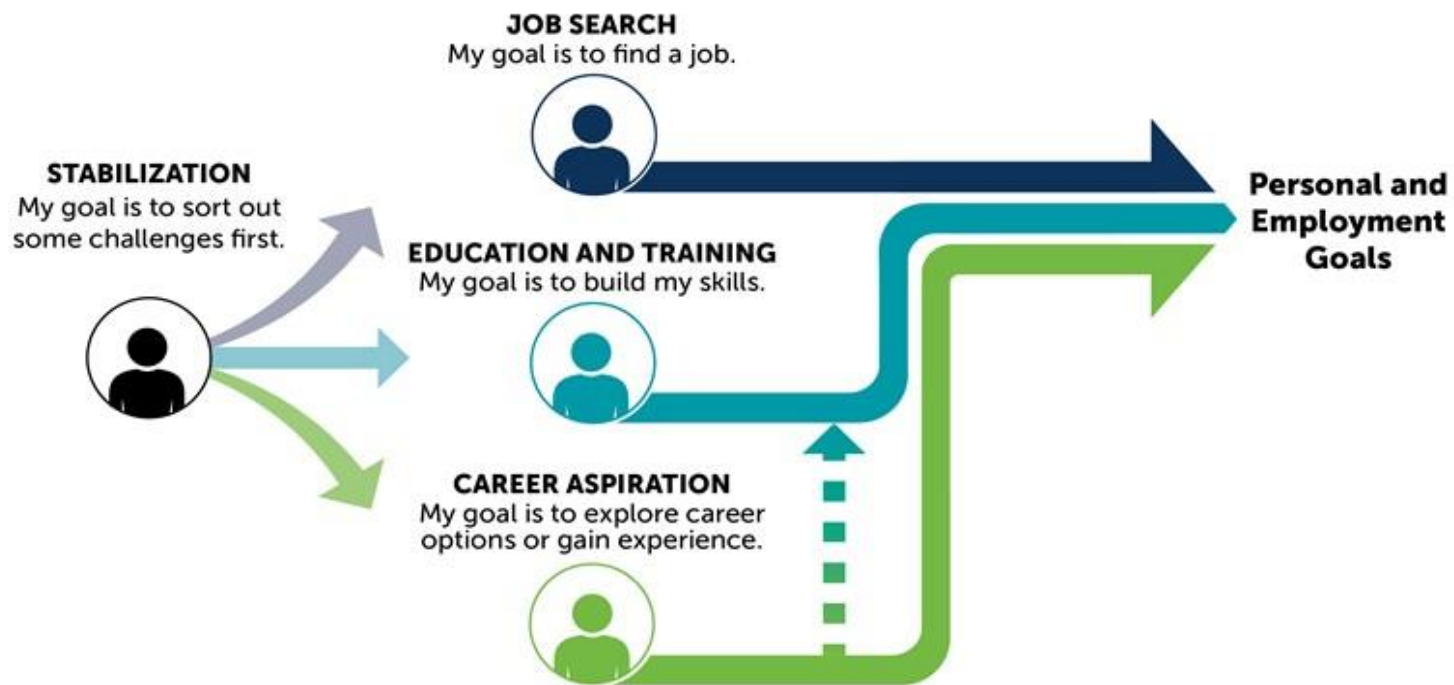 JOB SEARCH
My goal is to find a job.
STABILIZATION
My goal is to sort out
some challenges first.
EDUCATION AND TRAINING
My goal is to build my skills.
CAREER ASPIRATION
My goal is to explore career
options or gain experience.
Personal and
Employment
Goals